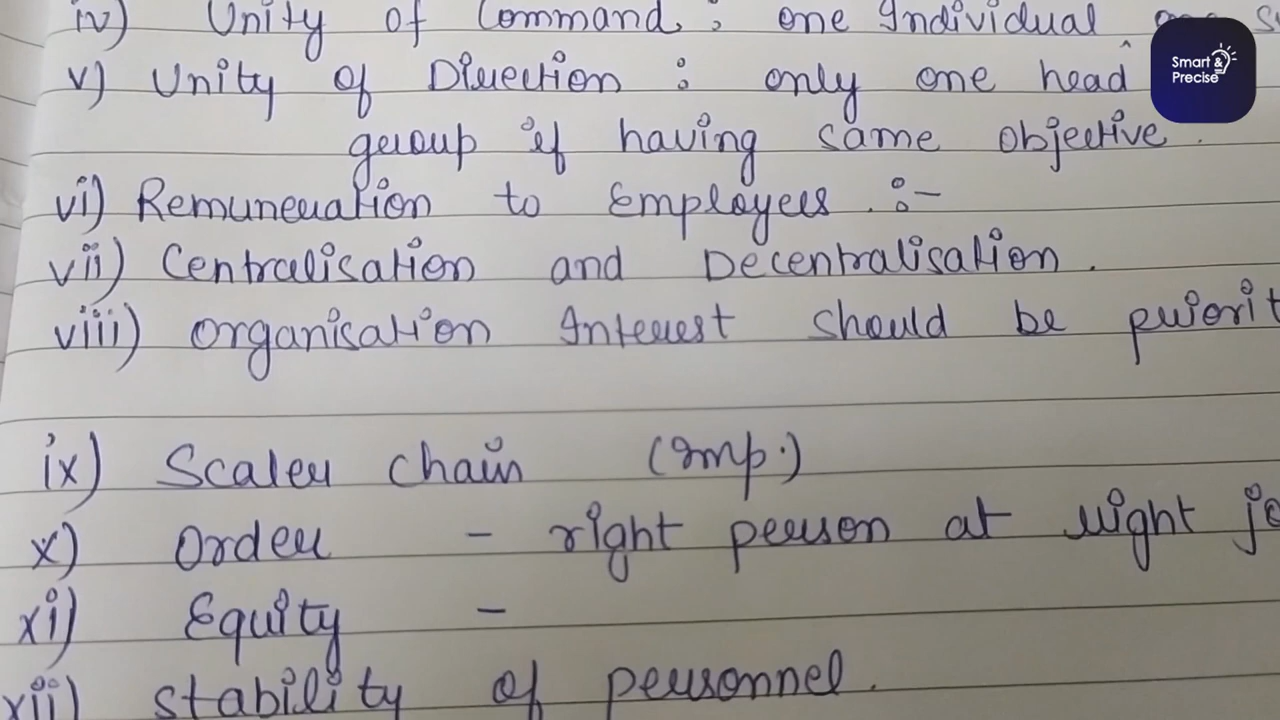 iv) Unity of Command : one Individual one
v) Unity of Direction : only one head
group if having same objective.
vi) Remuneration to Employees :-
vii) Centralisation and Decentralisation.
viii) Organisation Interest should be priorit
ix) Scaler Chain (Imp.)
x) Order - right person at right jo
xi) Equity -
xii) Stability of personnel.
Smart &
Precise